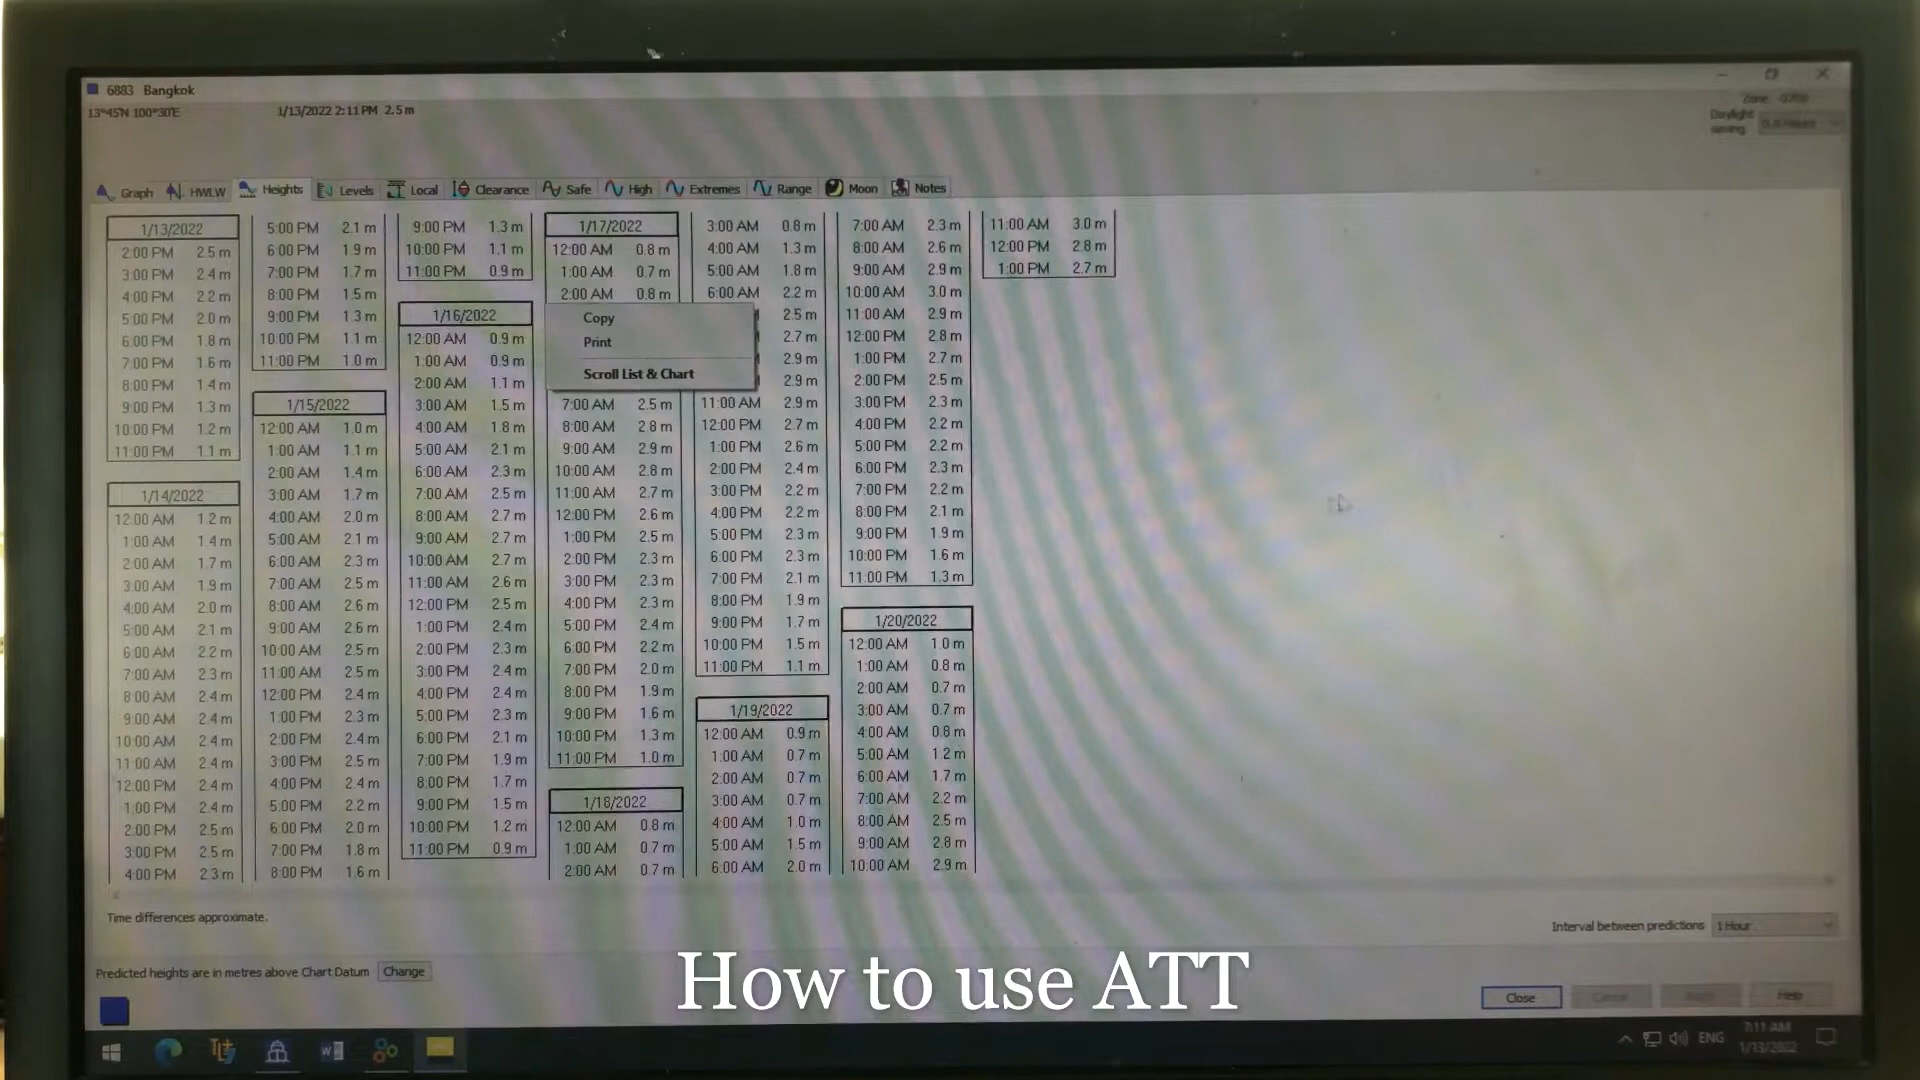 6883 Bangkok
13°45'N 100°30'E 1/13/2022 2:11 PM 2.5 m
Daylight
saving
Graph HWLW Heights Levels Local Clearance Safe High Extremes Range Moon Notes
1/13/2022
2:00 PM 2.5 m
3:00 PM 2.4 m
4:00 PM 2.2 m
5:00 PM 2.0 m
6:00 PM 1.8 m
7:00 PM 1.6 m
8:00 PM 1.4 m
9:00 PM 1.3 m
10:00 PM 1.2 m
11:00 PM 1.1 m
1/14/2022
12:00 AM 1.2 m
1:00 AM 1.4 m
2:00 AM 1.7 m
3:00 AM 1.9 m
4:00 AM 2.0 m
5:00 AM 2.1 m
6:00 AM 2.2 m
7:00 AM 2.3 m
8:00 AM 2.4 m
9:00 AM 2.4 m
10:00 AM 2.4 m
11:00 AM 2.4 m
12:00 PM 2.4 m
1:00 PM 2.4 m
2:00 PM 2.5 m
3:00 PM 2.5 m
4:00 PM 2.3 m
5:00 PM 2.1 m
6:00 PM 1.9 m
7:00 PM 1.7 m
8:00 PM 1.5 m
9:00 PM 1.3 m
10:00 PM 1.1 m
11:00 PM 1.0 m
1/15/2022
12:00 AM 1.0 m
1:00 AM 1.1 m
2:00 AM 1.4 m
3:00 AM 1.7 m
4:00 AM 2.0 m
5:00 AM 2.1 m
6:00 AM 2.3 m
7:00 AM 2.5 m
8:00 AM 2.6 m
9:00 AM 2.6 m
10:00 AM 2.5 m
11:00 AM 2.5 m
12:00 PM 2.4 m
1:00 PM 2.3 m
2:00 PM 2.4 m
3:00 PM 2.5 m
4:00 PM 2.4 m
5:00 PM 2.2 m
6:00 PM 2.0 m
7:00 PM 1.8 m
8:00 PM 1.6 m
9:00 PM 1.3 m
10:00 PM 1.1 m
11:00 PM 0.9 m
1/16/2022
12:00 AM 0.9 m
1:00 AM 0.9 m
2:00 AM 1.1 m
3:00 AM 1.5 m
4:00 AM 1.8 m
5:00 AM 2.1 m
6:00 AM 2.3 m
7:00 AM 2.5 m
8:00 AM 2.7 m
9:00 AM 2.7 m
10:00 AM 2.7 m
11:00 AM 2.6 m
12:00 PM 2.5 m
1:00 PM 2.4 m
2:00 PM 2.3 m
3:00 PM 2.4 m
4:00 PM 2.4 m
5:00 PM 2.3 m
6:00 PM 2.1 m
7:00 PM 1.9 m
8:00 PM 1.7 m
9:00 PM 1.5 m
10:00 PM 1.2 m
11:00 PM 0.9 m
1/17/2022
12:00 AM 0.8 m
1:00 AM 0.7 m
2:00 AM 0.8 m
Copy
Print
Scroll List & Chart
7:00 AM 2.5 m
8:00 AM 2.8 m
9:00 AM 2.9 m
10:00 AM 2.8 m
11:00 AM 2.7 m
12:00 PM 2.6 m
1:00 PM 2.5 m
2:00 PM 2.3 m
3:00 PM 2.3 m
4:00 PM 2.3 m
5:00 PM 2.4 m
6:00 PM 2.2 m
7:00 PM 2.0 m
8:00 PM 1.9 m
9:00 PM 1.6 m
10:00 PM 1.3 m
11:00 PM 1.0 m
1/18/2022
12:00 AM 0.8 m
1:00 AM 0.7 m
2:00 AM 0.7 m
3:00 AM 0.8 m
4:00 AM 1.3 m
5:00 AM 1.8 m
6:00 AM 2.2 m
2.5 m
2.7 m
2.9 m
2.9 m
11:00 AM 2.9 m
12:00 PM 2.7 m
1:00 PM 2.6 m
2:00 PM 2.4 m
3:00 PM 2.2 m
4:00 PM 2.2 m
5:00 PM 2.3 m
6:00 PM 2.3 m
7:00 PM 2.1 m
8:00 PM 1.9 m
9:00 PM 1.7 m
10:00 PM 1.5 m
11:00 PM 1.1 m
1/19/2022
12:00 AM 0.9 m
1:00 AM 0.7 m
2:00 AM 0.7 m
3:00 AM 0.7 m
4:00 AM 1.0 m
5:00 AM 1.5 m
6:00 AM 2.0 m
7:00 AM 2.3 m
8:00 AM 2.6 m
9:00 AM 2.9 m
10:00 AM 3.0 m
11:00 AM 2.9 m
12:00 PM 2.8 m
1:00 PM 2.7 m
2:00 PM 2.5 m
3:00 PM 2.3 m
4:00 PM 2.2 m
5:00 PM 2.2 m
6:00 PM 2.3 m
7:00 PM 2.2 m
8:00 PM 2.1 m
9:00 PM 1.9 m
10:00 PM 1.6 m
11:00 PM 1.3 m
1/20/2022
12:00 AM 1.0 m
1:00 AM 0.8 m
2:00 AM 0.7 m
3:00 AM 0.7 m
4:00 AM 0.8 m
5:00 AM 1.2 m
6:00 AM 1.7 m
7:00 AM 2.2 m
8:00 AM 2.5 m
9:00 AM 2.8 m
10:00 AM 2.9 m
11:00 AM 3.0 m
12:00 PM 2.8 m
1:00 PM 2.7 m
Time differences approximate.
Interval between predictions 1 Hour
Predicted heights are in metres above Chart Datum Change
How to use ATT
Close Help
ENG
7:11 AM